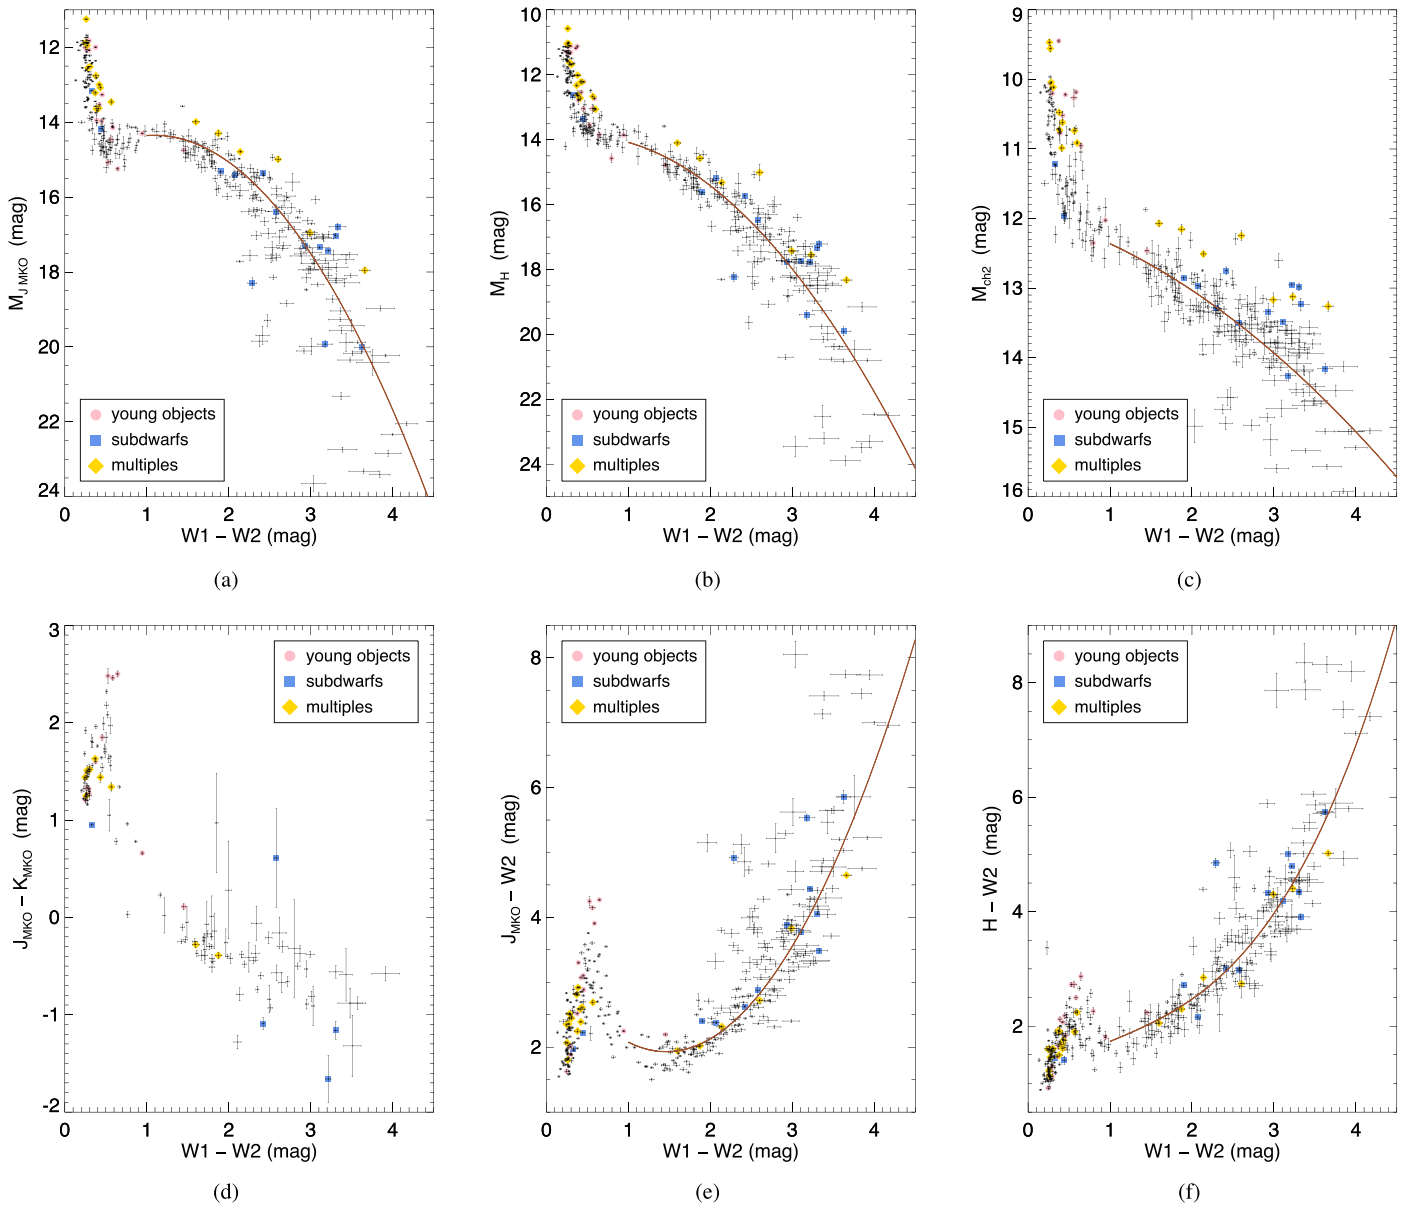 12
14
16
18
20
22
24
M_J MKO (mag)
young objects
subdwarfs
multiples
0 1 2 3 4
W1 − W2 (mag)
(a)
10
12
14
16
18
20
22
24
M_H (mag)
young objects
subdwarfs
multiples
0 1 2 3 4
W1 − W2 (mag)
(b)
9
10
11
12
13
14
15
16
M_ch2 (mag)
young objects
subdwarfs
multiples
0 1 2 3 4
W1 − W2 (mag)
(c)
3
2
1
0
-1
-2
J_MKO − K_MKO (mag)
young objects
subdwarfs
multiples
0 1 2 3 4
W1 − W2 (mag)
(d)
8
6
4
2
J_MKO − W2 (mag)
young objects
subdwarfs
multiples
0 1 2 3 4
W1 − W2 (mag)
(e)
8
6
4
2
H − W2 (mag)
young objects
subdwarfs
multiples
0 1 2 3 4
W1 − W2 (mag)
(f)